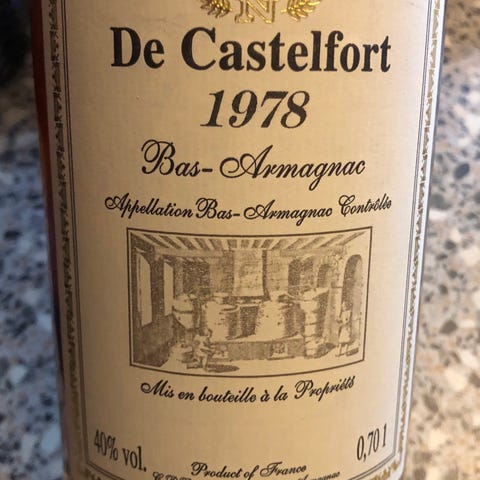 N
De Castelfort
1978
Bas-Armagnac
Appellation Bas-Armagnac Contrôlée
Mis en bouteille à la Propriété
40% vol.
0,70 l
Product of France